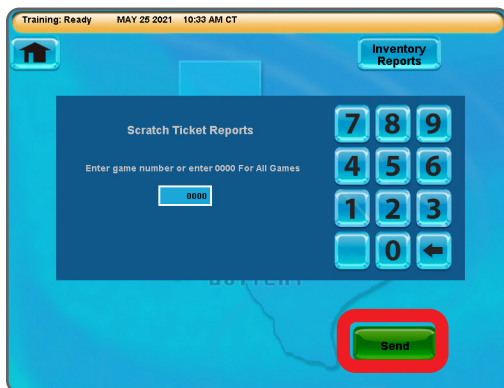 Training: Ready MAY 25 2021 10:33 AM CT
Inventory
Reports
Scratch Ticket Reports
Enter game number or enter 0000 For All Games
0000
7 8 9
4 5 6
1 2 3
0
Send